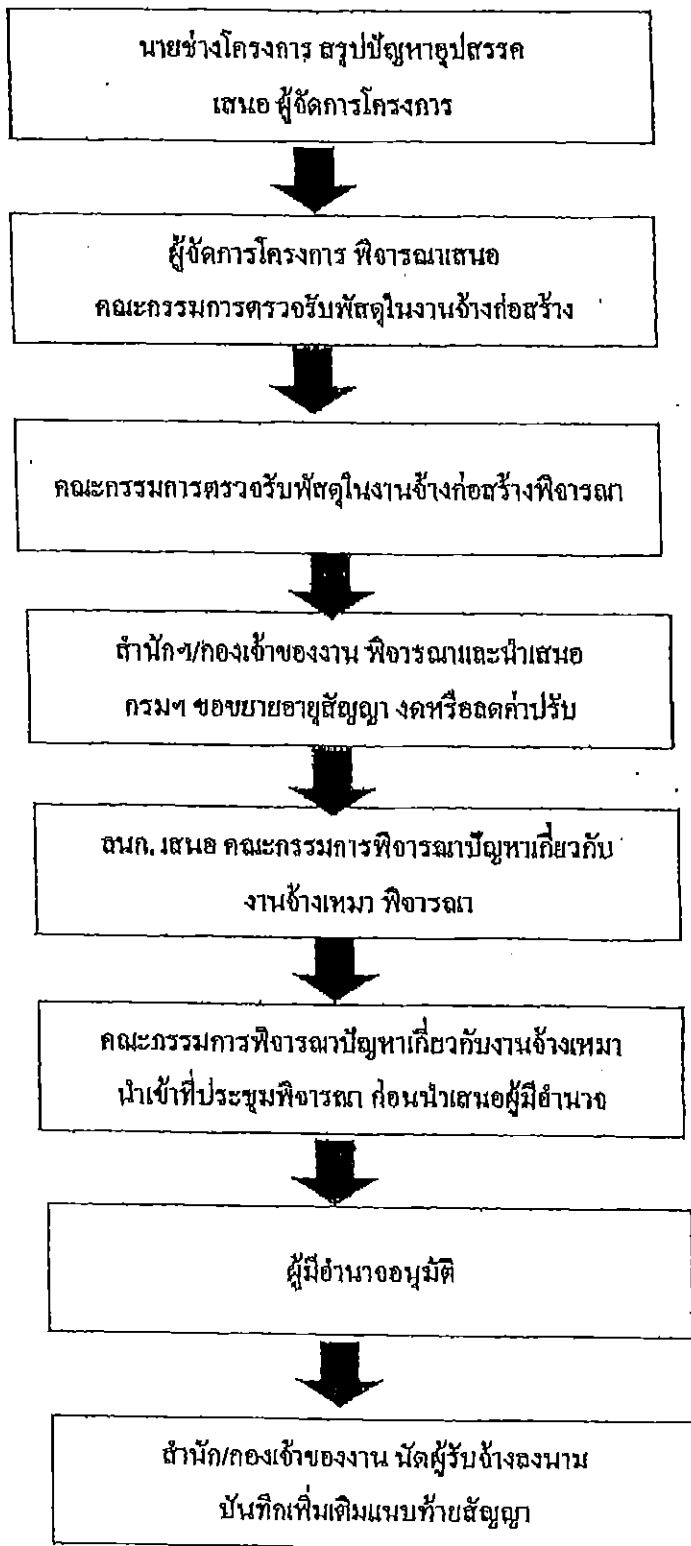 นายช่างโครงการ สรุปปัญหาอุปสรรค
เสนอ ผู้จัดการโครงการ
ผู้จัดการโครงการ พิจารณาเสนอ
คณะกรรมการตรวจรับพัสดุในงานจ้างก่อสร้าง
คณะกรรมการตรวจรับพัสดุในงานจ้างก่อสร้างพิจารณา
สำนักฯ/กองเจ้าของงาน พิจารณาและนำเสนอ
กรมฯ ขอขยายอายุสัญญา งดหรือลดค่าปรับ
ลนก. เสนอ คณะกรรมการพิจารณาปัญหาเกี่ยวกับ
งานจ้างเหมา พิจารณา
คณะกรรมการพิจารณาปัญหาเกี่ยวกับงานจ้างเหมา
นำเข้าที่ประชุมพิจารณา ก่อนนำเสนอผู้มีอำนาจ
ผู้มีอำนาจอนุมัติ
สำนัก/กองเจ้าของงาน นัดผู้รับจ้างลงนาม
บันทึกเพิ่มเติมแนบท้ายสัญญา